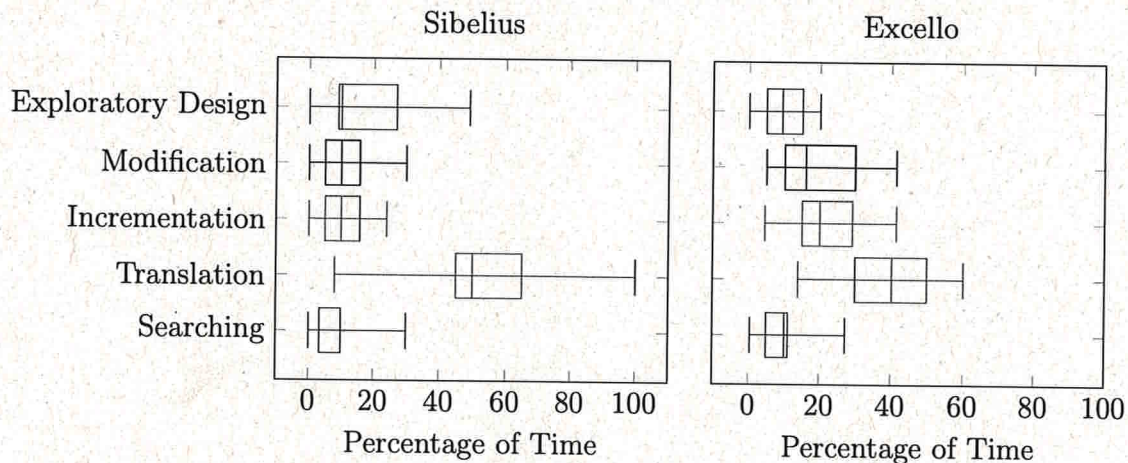 Sibelius
Excello
Exploratory Design
Modification
Incrementation
Translation
Searching
0 20 40 60 80 100
0 20 40 60 80 100
Percentage of Time
Percentage of Time